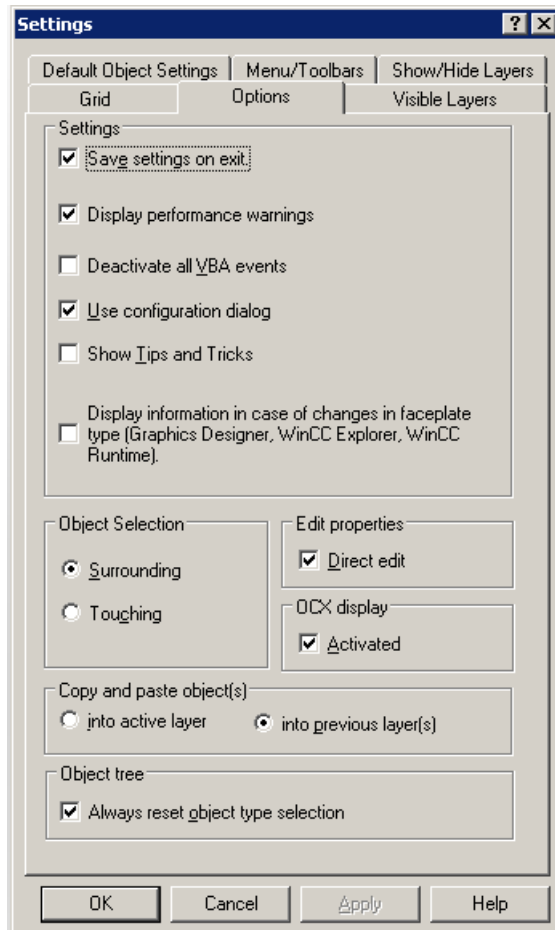 Settings
Default Object Settings
Menu/Toolbars
Show/Hide Layers
Grid
Options
Visible Layers
Settings
Save settings on exit.
Display performance warnings
Deactivate all VBA events
Use configuration dialog
Show Tips and Tricks
Display information in case of changes in faceplate
type (Graphics Designer, WinCC Explorer, WinCC
Runtime).
Object Selection
Surrounding
Touching
Edit properties
Direct edit
OCX display
Activated
Copy and paste object(s)
into active layer
into previous layer(s)
Object tree
Always reset object type selection
OK
Cancel
Apply
Help